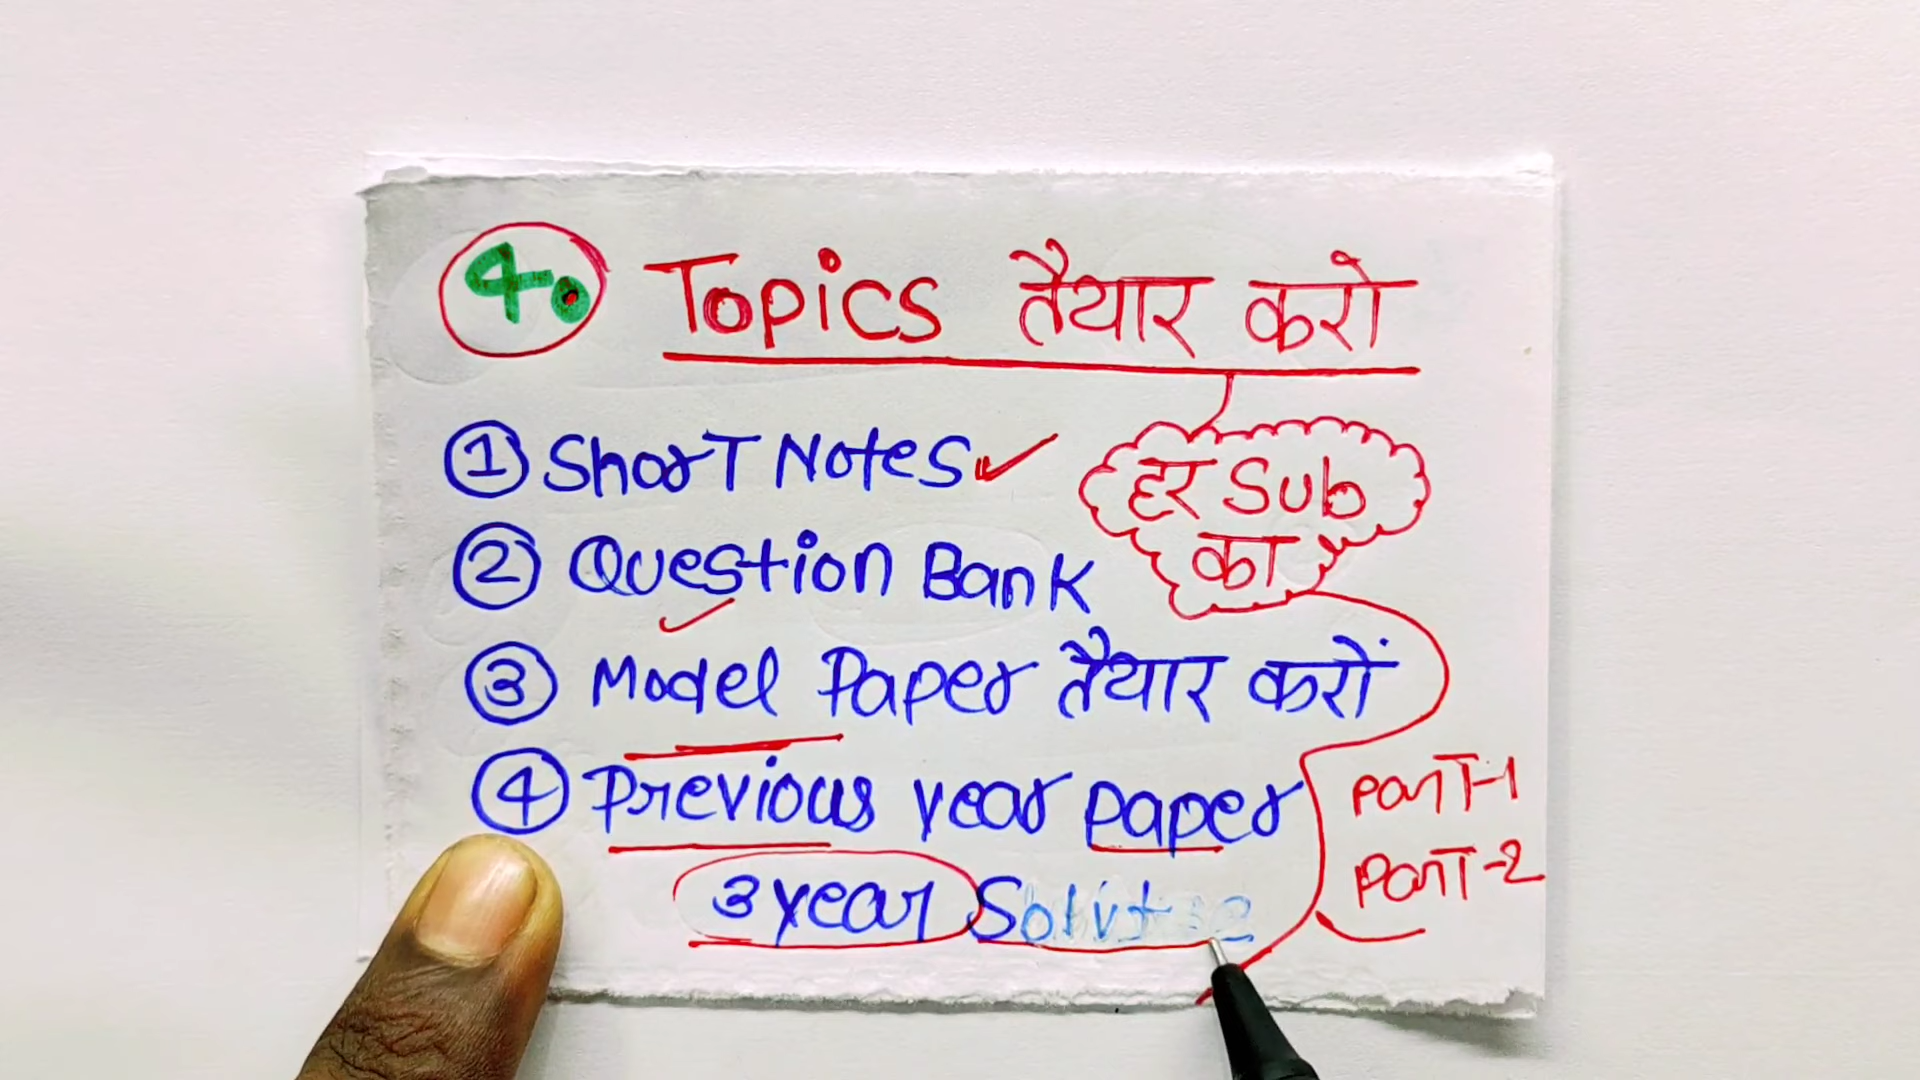 4. Topics तैयार करो
① Short Notes ✓
हर Sub
का
② Question Bank
③ Model Paper तैयार करों
④ Previous year paper
Part-1
Part-2
3 year